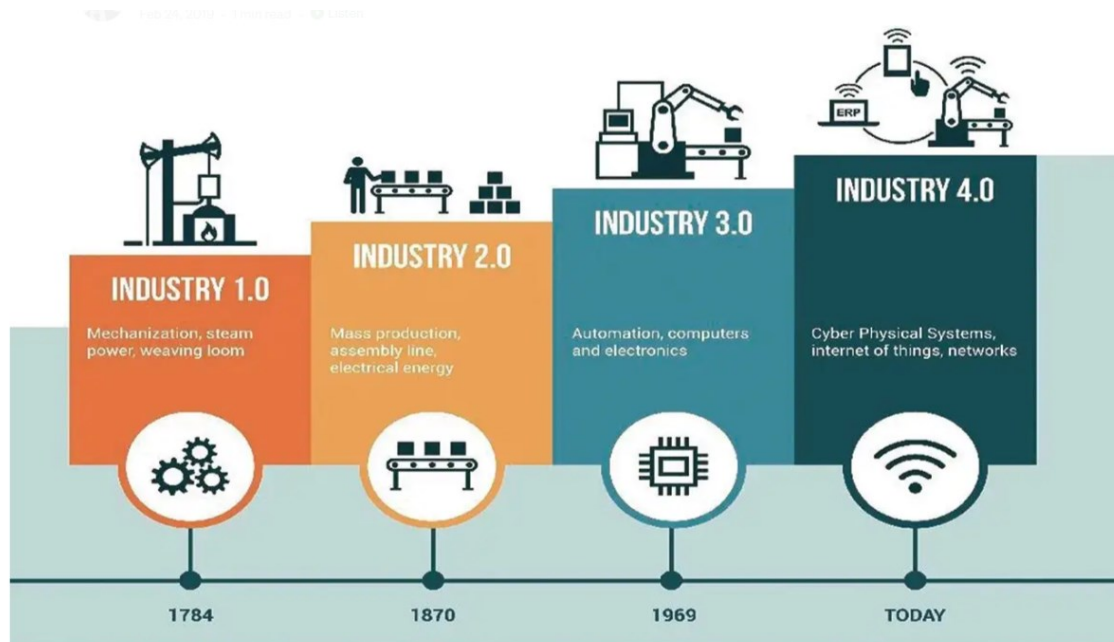 ERP
INDUSTRY 1.0
Mechanization, steam
power, weaving loom
INDUSTRY 2.0
Mass production,
assembly line,
electrical energy
INDUSTRY 3.0
Automation, computers
and electronics
INDUSTRY 4.0
Cyber Physical Systems,
internet of things, networks
1784
1870
1969
TODAY